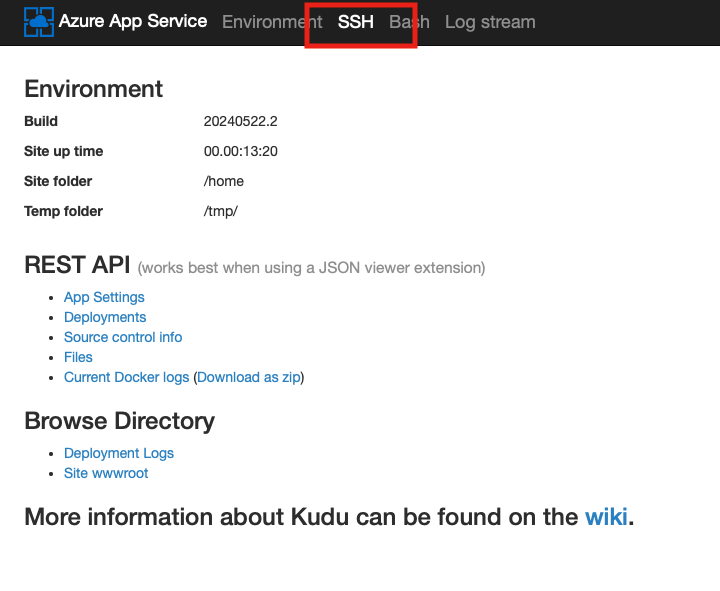 Azure App Service Environment SSH Bash Log stream
Environment
Build 20240522.2
Site up time 00.00:13:20
Site folder /home
Temp folder /tmp/
REST API (works best when using a JSON viewer extension)
• App Settings
• Deployments
• Source control info
• Files
• Current Docker logs (Download as zip)
Browse Directory
• Deployment Logs
• Site wwwroot
More information about Kudu can be found on the wiki.